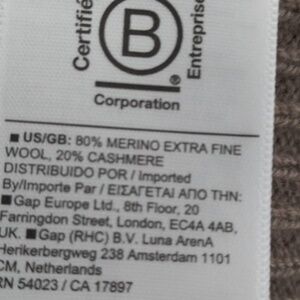 Certifié
B
®
Entreprise
Corporation
■ US/GB: 80% MERINO EXTRA FINE
WOOL, 20% CASHMERE
DISTRIBUIDO POR / Imported
By/Importe Par / ΕΙΣΑΓΕΤΑΙ ΑΠΟ ΤΗΝ:
■ Gap Europe Ltd., 8th Floor, 20
Farringdon Street, London, EC4A 4AB,
UK. ■ Gap (RHC) B.V. Luna ArenA
Herikerbergweg 238 Amsterdam 1101
CM, Netherlands
RN 54023 / CA 17897